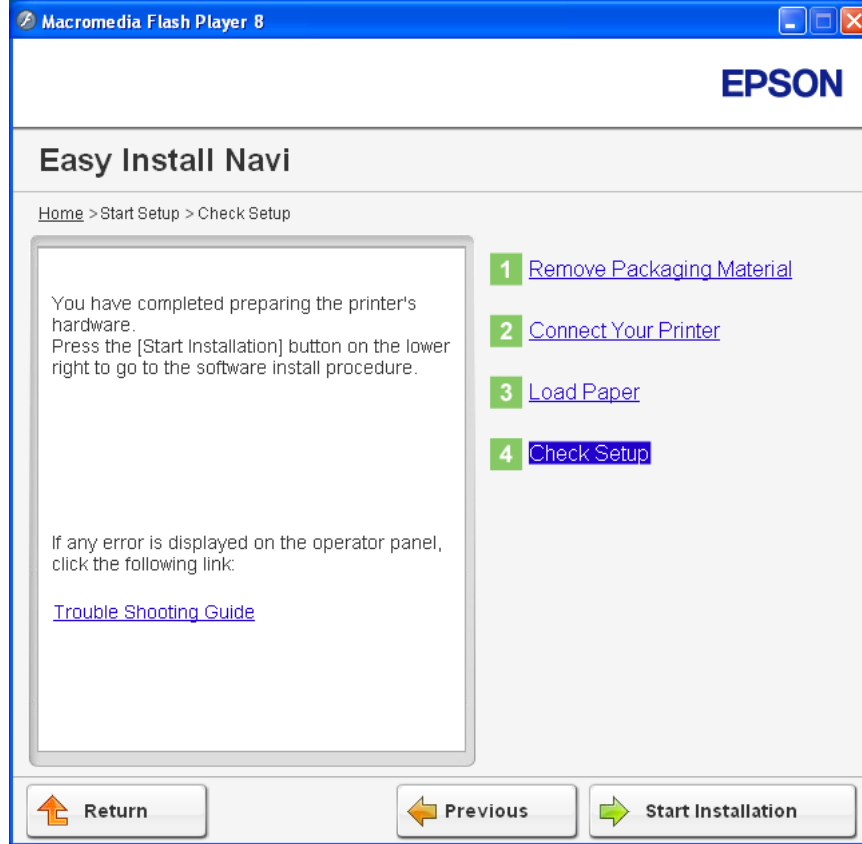 Macromedia Flash Player 8
EPSON
Easy Install Navi
Home > Start Setup > Check Setup
You have completed preparing the printer's
hardware.
Press the [Start Installation] button on the lower
right to go to the software install procedure.
If any error is displayed on the operator panel,
click the following link:
Trouble Shooting Guide
1 Remove Packaging Material
2 Connect Your Printer
3 Load Paper
4 Check Setup
Return
Previous
Start Installation